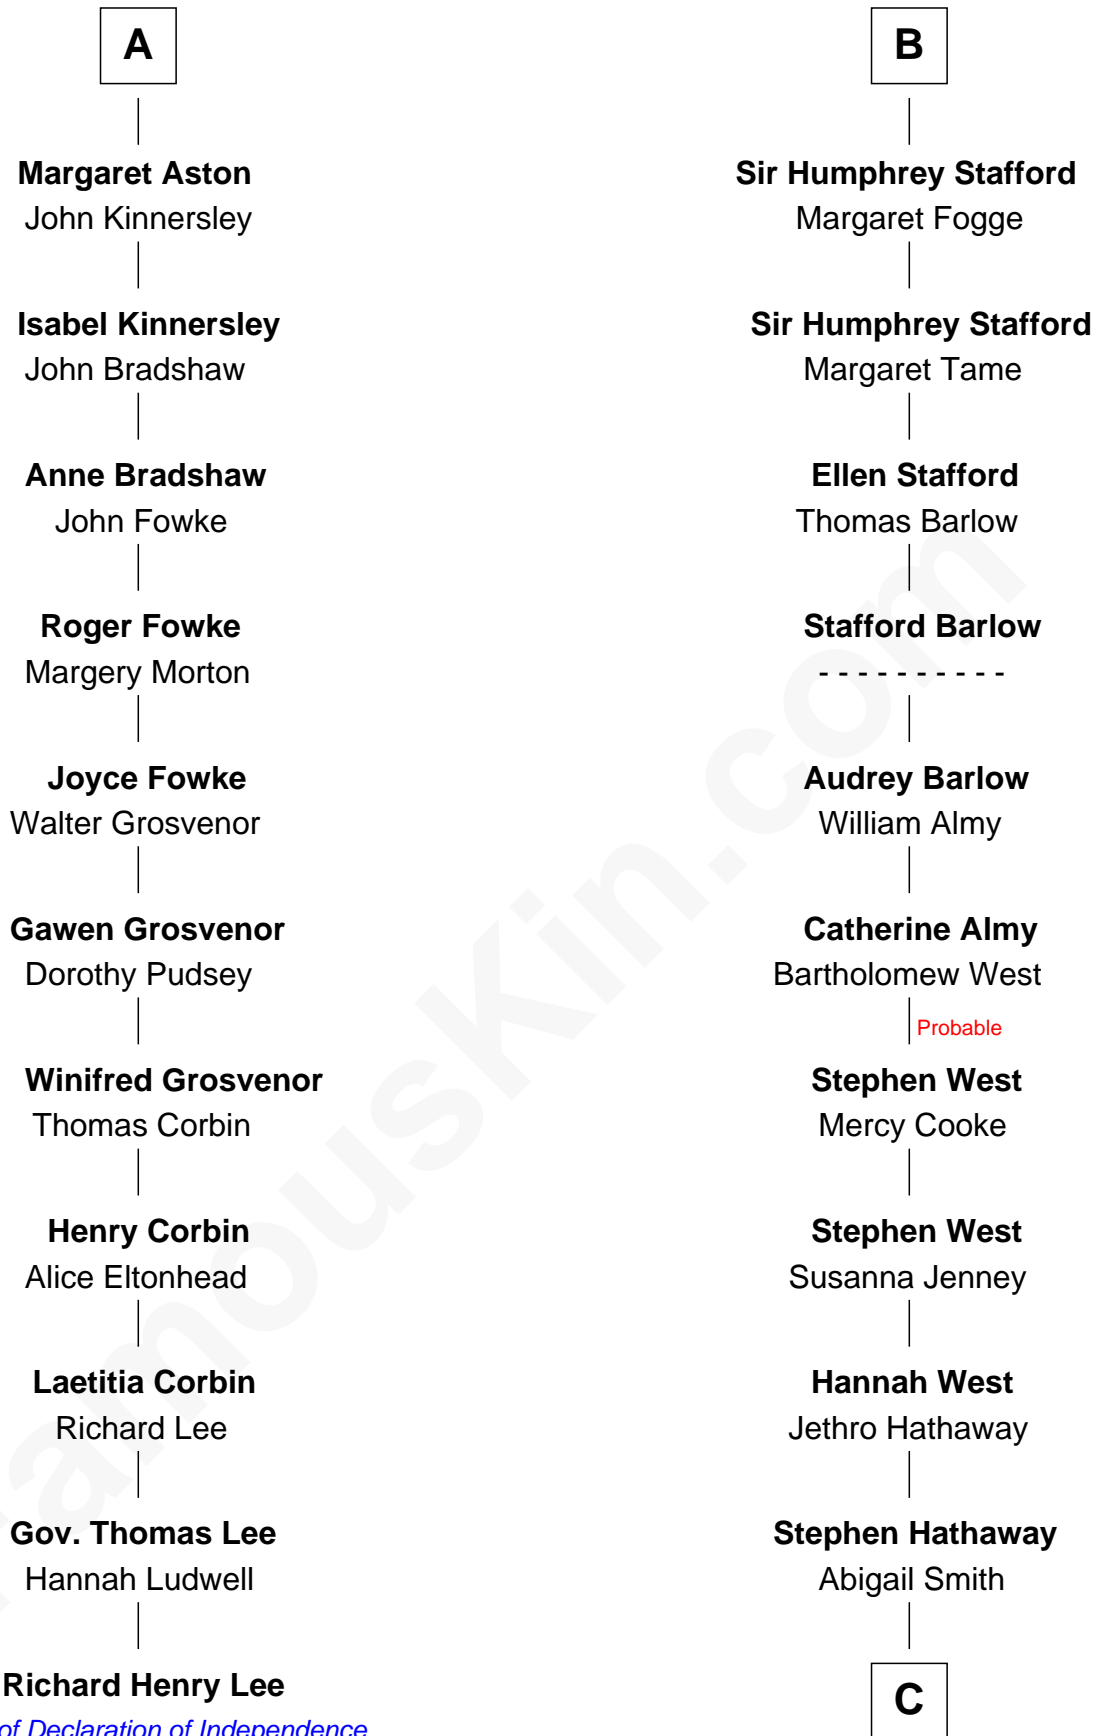 A
Margaret Aston
John Kinnersley
Isabel Kinnersley
John Bradshaw
Anne Bradshaw
John Fowke
Roger Fowke
Margery Morton
Joyce Fowke
Walter Grosvenor
Gawen Grosvenor
Dorothy Pudsey
Winifred Grosvenor
Thomas Corbin
Henry Corbin
Alice Eltonhead
Laetitia Corbin
Richard Lee
Gov. Thomas Lee
Hannah Ludwell
Richard Henry Lee
of Declaration of Independence
B
Sir Humphrey Stafford
Margaret Fogge
Sir Humphrey Stafford
Margaret Tame
Ellen Stafford
Thomas Barlow
Stafford Barlow
- - - - - - - - - -
Audrey Barlow
William Almy
Catherine Almy
Bartholomew West
Probable
Stephen West
Mercy Cooke
Stephen West
Susanna Jenney
Hannah West
Jethro Hathaway
Stephen Hathaway
Abigail Smith
C
FamousKin.com